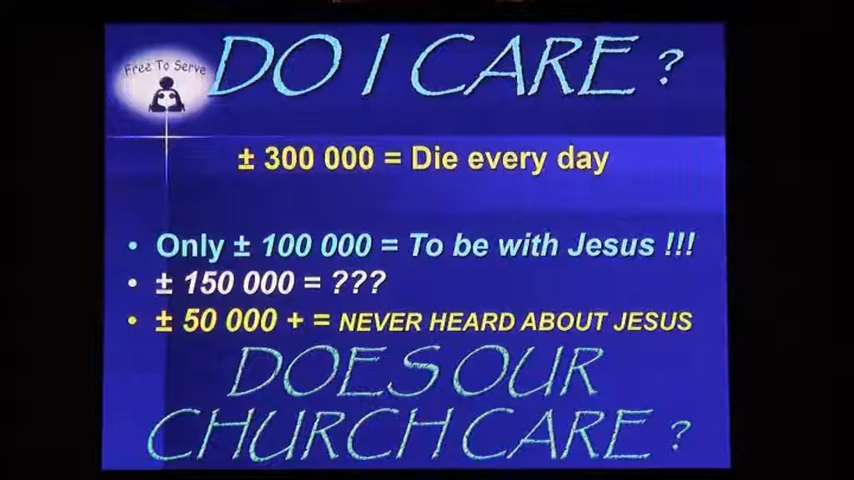 Free To Serve
DO I CARE ?
± 300 000 = Die every day
• Only ± 100 000 = To be with Jesus !!!
• ± 150 000 = ???
• ± 50 000 + = NEVER HEARD ABOUT JESUS
DOES OUR
CHURCH CARE ?